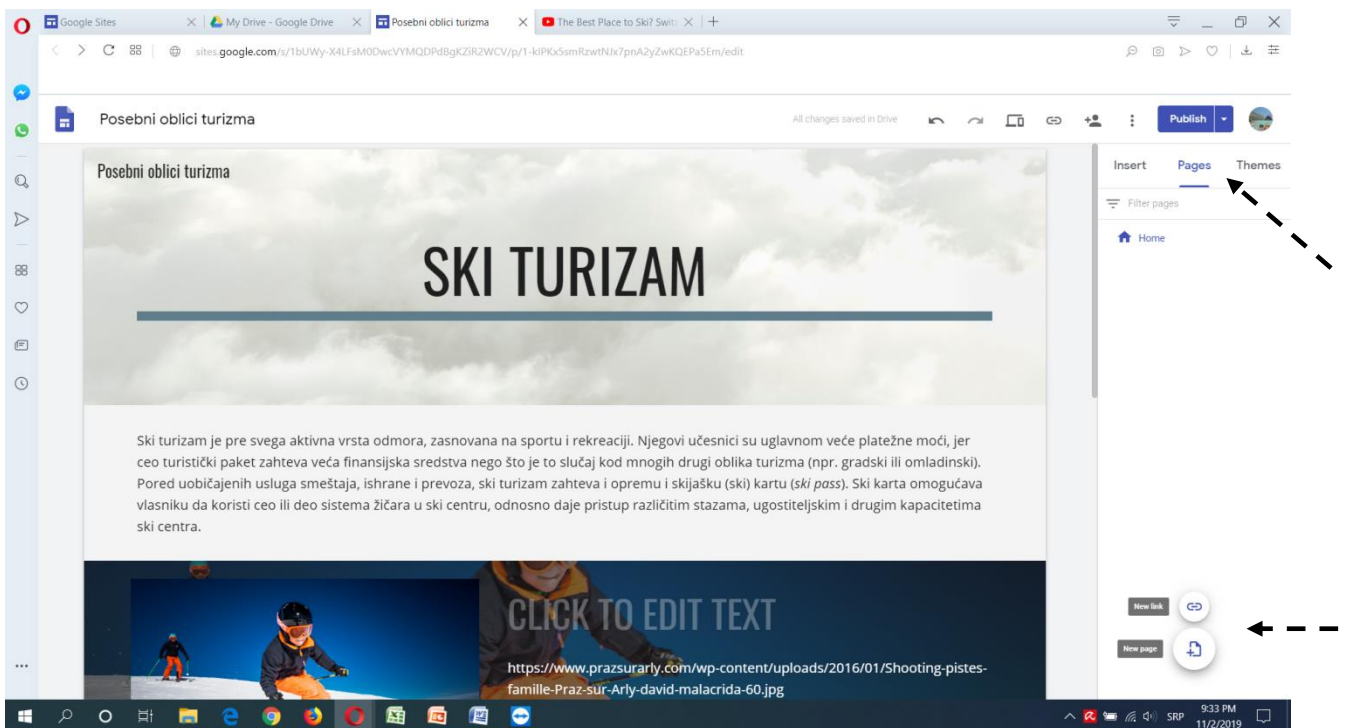 Google Sites
My Drive - Google Drive
Posebni oblici turizma
The Best Place to Ski? Swit
sites.google.com/s/1bUWy-X4LFsM0DwcVYMQDPdBgKZiR2WCV/p/1-kIPKx5smRzwtNJx7pnA2yZwKQEPa5Em/edit
Posebni oblici turizma
All changes saved in Drive
Publish
Posebni oblici turizma
Insert Pages Themes
Filter pages
Home
SKI TURIZAM
Ski turizam je pre svega aktivna vrsta odmora, zasnovana na sportu i rekreaciji. Njegovi učesnici su uglavnom veće platežne moći, jer
ceo turistički paket zahteva veća finansijska sredstva nego što je to slučaj kod mnogih drugi oblika turizma (npr. gradski ili omladinski).
Pored uobičajenih usluga smeštaja, ishrane i prevoza, ski turizam zahteva i opremu i skijašku (ski) kartu (ski pass). Ski karta omogućava
vlasniku da koristi ceo ili deo sistema žičara u ski centru, odnosno daje pristup različitim stazama, ugostiteljskim i drugim kapacitetima
ski centra.
CLICK TO EDIT TEXT
https://www.prazsurarly.com/wp-content/uploads/2016/01/Shooting-pistes-
famille-Praz-sur-Arly-david-malacrida-60.jpg
New link
New page
SRP
9:33 PM
11/2/2019